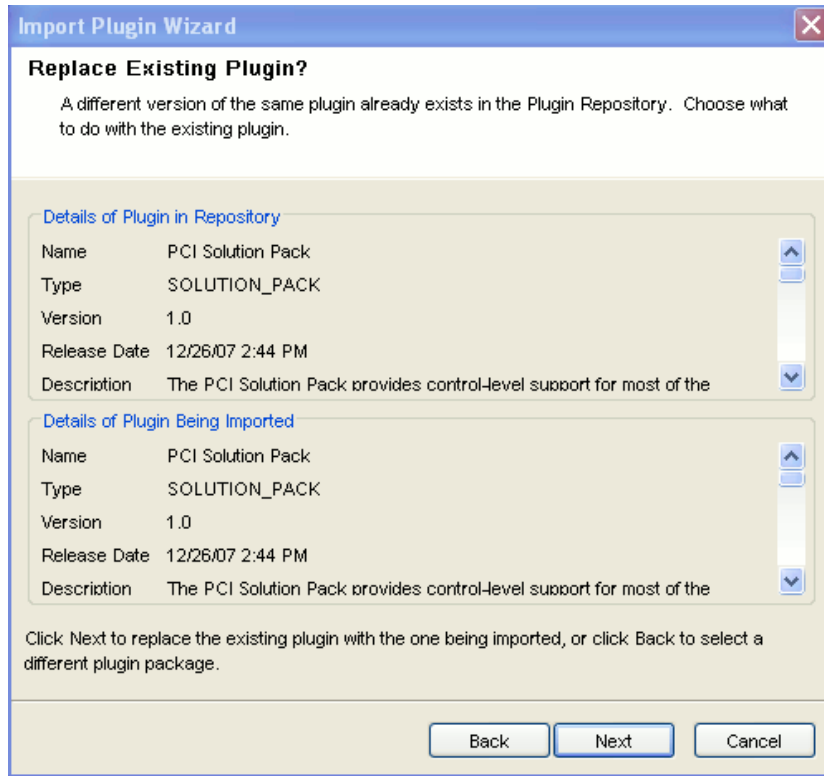 Import Plugin Wizard
Replace Existing Plugin?
A different version of the same plugin already exists in the Plugin Repository. Choose what
to do with the existing plugin.
Details of Plugin in Repository
Name PCI Solution Pack
Type SOLUTION_PACK
Version 1.0
Release Date 12/26/07 2:44 PM
Description The PCI Solution Pack provides control-level support for most of the
Details of Plugin Being Imported
Name PCI Solution Pack
Type SOLUTION_PACK
Version 1.0
Release Date 12/26/07 2:44 PM
Description The PCI Solution Pack provides control-level support for most of the
Click Next to replace the existing plugin with the one being imported, or click Back to select a
different plugin package.
Back Next Cancel